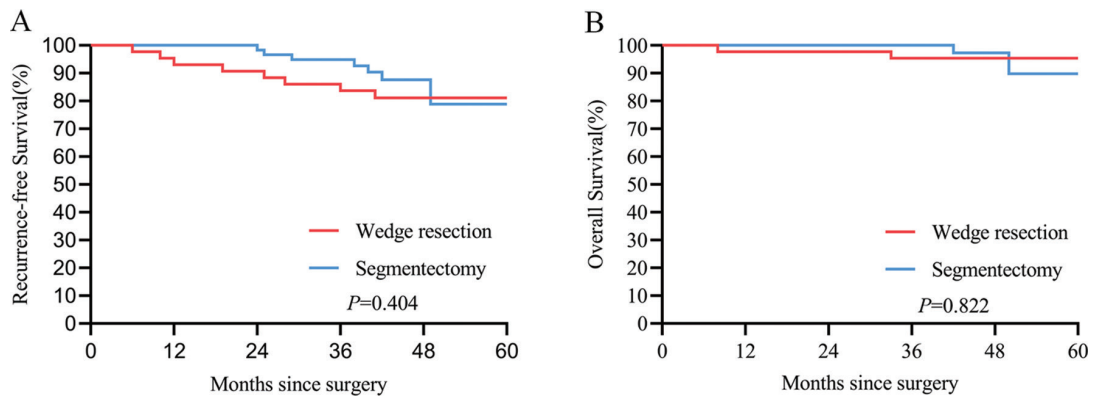 A
Recurrence-free Survival(%)
100
90
80
70
60
50
40
30
20
10
0
Wedge resection
Segmentectomy
P=0.404
0 12 24 36 48 60
Months since surgery
B
Overall Survival(%)
100
90
80
70
60
50
40
30
20
10
0
Wedge resection
Segmentectomy
P=0.822
0 12 24 36 48 60
Months since surgery